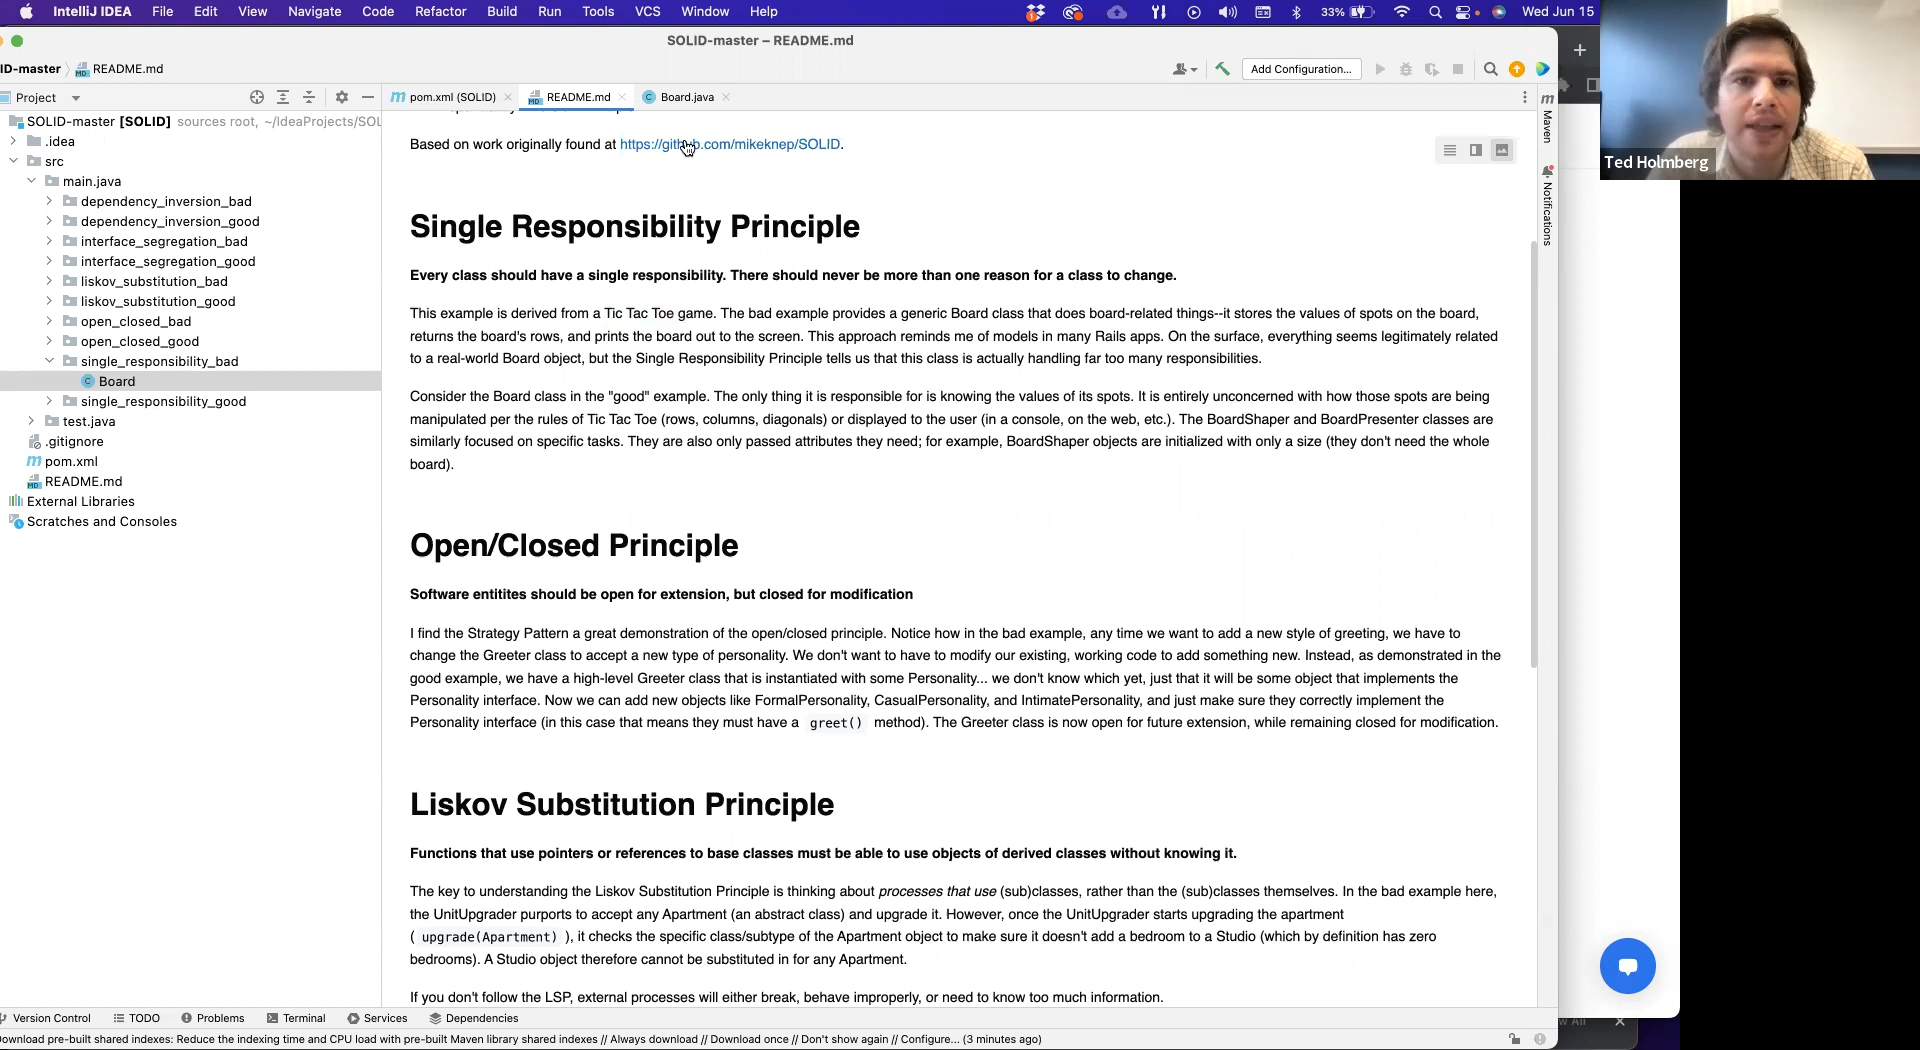 IntelliJ IDEA File Edit View Navigate Code Refactor Build Run Tools VCS Window Help 33% Wed Jun 15
SOLID-master – README.md
ID-master README.md
Add Configuration...
Project
pom.xml (SOLID) README.md Board.java
SOLID-master [SOLID] sources root, ~/IdeaProjects/SOL
.idea
src
main.java
dependency_inversion_bad
dependency_inversion_good
interface_segregation_bad
interface_segregation_good
liskov_substitution_bad
liskov_substitution_good
open_closed_bad
open_closed_good
single_responsibility_bad
Board
single_responsibility_good
test.java
.gitignore
pom.xml
README.md
External Libraries
Scratches and Consoles
Based on work originally found at https://github.com/mikeknep/SOLID.
Single Responsibility Principle
Every class should have a single responsibility. There should never be more than one reason for a class to change.
This example is derived from a Tic Tac Toe game. The bad example provides a generic Board class that does board-related things--it stores the values of spots on the board,
returns the board's rows, and prints the board out to the screen. This approach reminds me of models in many Rails apps. On the surface, everything seems legitimately related
to a real-world Board object, but the Single Responsibility Principle tells us that this class is actually handling far too many responsibilities.
Consider the Board class in the "good" example. The only thing it is responsible for is knowing the values of its spots. It is entirely unconcerned with how those spots are being
manipulated per the rules of Tic Tac Toe (rows, columns, diagonals) or displayed to the user (in a console, on the web, etc.). The BoardShaper and BoardPresenter classes are
similarly focused on specific tasks. They are also only passed attributes they need; for example, BoardShaper objects are initialized with only a size (they don't need the whole
board).
Open/Closed Principle
Software entitites should be open for extension, but closed for modification
I find the Strategy Pattern a great demonstration of the open/closed principle. Notice how in the bad example, any time we want to add a new style of greeting, we have to
change the Greeter class to accept a new type of personality. We don't want to have to modify our existing, working code to add something new. Instead, as demonstrated in the
good example, we have a high-level Greeter class that is instantiated with some Personality... we don't know which yet, just that it will be some object that implements the
Personality interface. Now we can add new objects like FormalPersonality, CasualPersonality, and IntimatePersonality, and just make sure they correctly implement the
Personality interface (in this case that means they must have a greet() method). The Greeter class is now open for future extension, while remaining closed for modification.
Liskov Substitution Principle
Functions that use pointers or references to base classes must be able to use objects of derived classes without knowing it.
The key to understanding the Liskov Substitution Principle is thinking about processes that use (sub)classes, rather than the (sub)classes themselves. In the bad example here,
the UnitUpgrader purports to accept any Apartment (an abstract class) and upgrade it. However, once the UnitUpgrader starts upgrading the apartment
( upgrade(Apartment) ), it checks the specific class/subtype of the Apartment object to make sure it doesn't add a bedroom to a Studio (which by definition has zero
bedrooms). A Studio object therefore cannot be substituted in for any Apartment.
If you don't follow the LSP, external processes will either break, behave improperly, or need to know too much information.
Maven
Notifications
Ted Holmberg
Version Control TODO Problems Terminal Services Dependencies
ownload pre-built shared indexes: Reduce the indexing time and CPU load with pre-built Maven library shared indexes // Always download // Download once // Don't show again // Configure... (3 minutes ago)